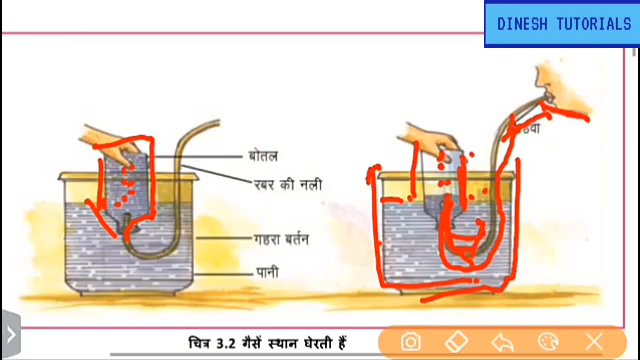 DINESH TUTORIALS
बोतल
रबर की नली
गहरा बर्तन
पानी
चित्र 3.2 गैसें स्थान घेरती हैं